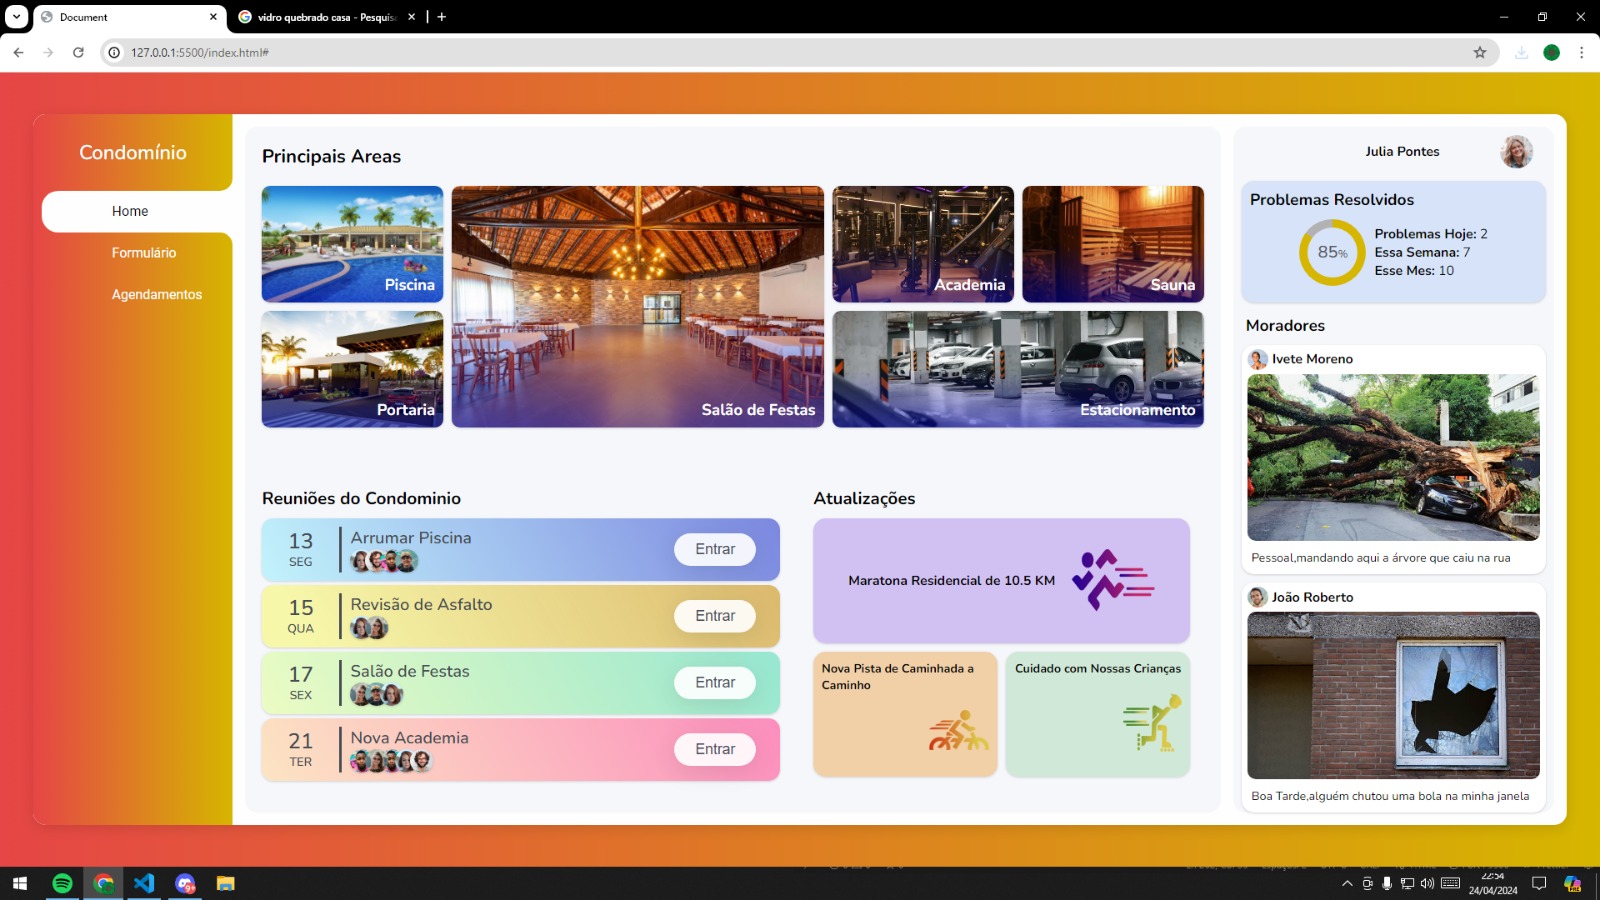 Document
vidro quebrado casa - Pesquis
127.0.0.1:5500/index.html#
Condomínio
Home
Formulário
Agendamentos
Principais Areas
Piscina
Portaria
Salão de Festas
Academia
Sauna
Estacionamento
Reuniões do Condominio
13
SEG
Arrumar Piscina
Entrar
15
QUA
Revisão de Asfalto
Entrar
17
SEX
Salão de Festas
Entrar
21
TER
Nova Academia
Entrar
Atualizações
Maratona Residencial de 10.5 KM
Nova Pista de Caminhada a
Caminho
Cuidado com Nossas Crianças
Julia Pontes
Problemas Resolvidos
85%
Problemas Hoje: 2
Essa Semana: 7
Esse Mes: 10
Moradores
Ivete Moreno
Pessoal,mandando aqui a árvore que caiu na rua
João Roberto
Boa Tarde,alguém chutou uma bola na minha janela
22:54
24/04/2024